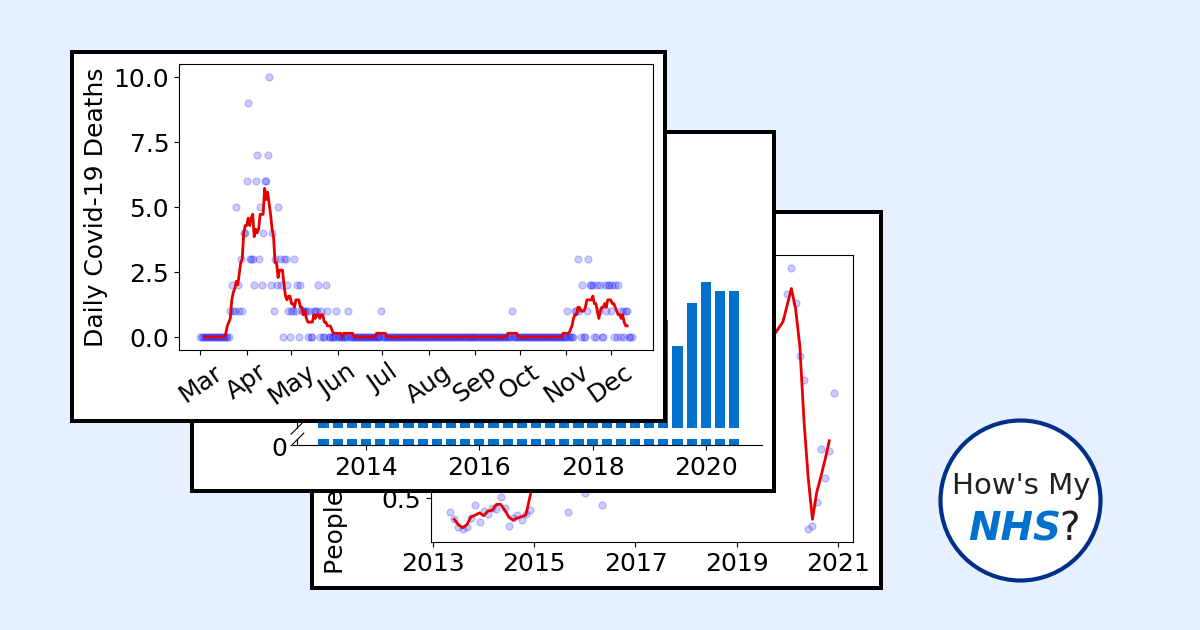 Daily Covid-19 Deaths
10.0
7.5
5.0
2.5
0.0
Mar Apr May Jun Jul Aug Sep Oct Nov Dec
0
2014 2016 2018 2020
People
0.5
2013 2015 2017 2019 2021
How's My
NHS?